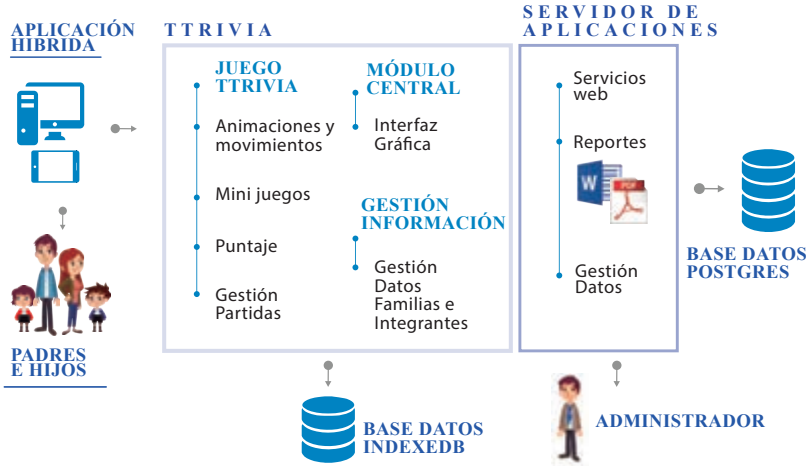 APLICACIÓN
HIBRIDA
PADRES
E HIJOS
TTRIVIA
JUEGO
TTRIVIA
Animaciones y
movimientos
Mini juegos
Puntaje
Gestión
Partidas
MÓDULO
CENTRAL
Interfaz
Gráfica
GESTIÓN
INFORMACIÓN
Gestión
Datos
Familias e
Integrantes
BASE DATOS
INDEXEDB
SERVIDOR DE
APLICACIONES
Servicios
web
Reportes
W
PDF
Gestión
Datos
ADMINISTRADOR
BASE DATOS
POSTGRES